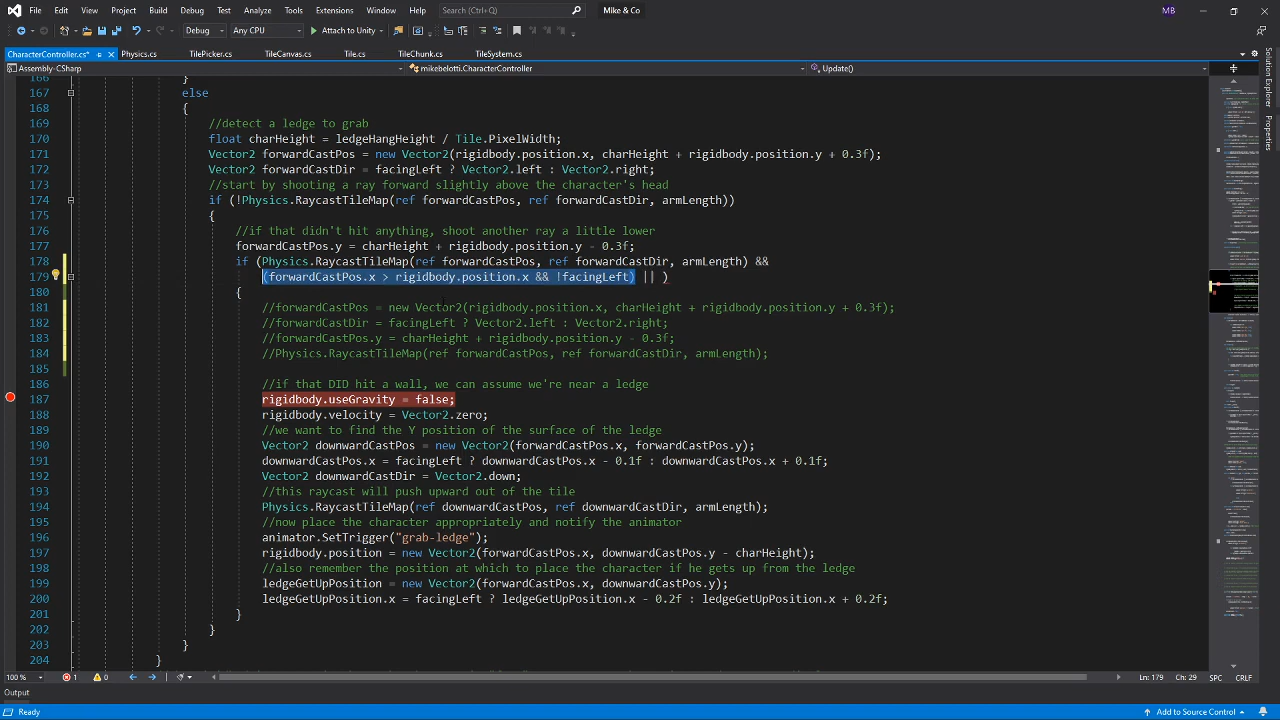 File Edit View Project Build Debug Test Analyze Tools Extensions Window Help Search (Ctrl+Q) Mike & Co MB
Debug Any CPU Attach to Unity
CharacterController.cs* Physics.cs TilePicker.cs TileCanvas.cs Tile.cs TileChunk.cs TileSystem.cs
Assembly-CSharp mikebelotti.CharacterController Update()
166 }
167 else
168 {
169 //detect a ledge to grab
170 float charHeight = ledgeHangHeight
171 Vector2 forwardCastPos = new Vector2(rigidbody.position.x, charHeight + rigidbody.position.y + 0.3f);
172 Vector2 forwardCastDir = facingLeft ? Vector2.left : Vector2.right;
173 //start by shooting a ray forward slightly above the characters head
174 if (!Physics.RaycastTileMap(ref forwardCastPos, ref forwardCastDir, armLength))
175 {
176 //if that didn't hit anything, shoot another ray a little lower
177 forwardCastPos.y = charHeight + rigidbody.position.y - 0.3f;
178 if (Physics.RaycastTileMap(ref forwardCastPos, ref forwardCastDir, armLength) &&
179 (forwardCastPos.x rigidbody.position.x facingLeft) || )
180 {
181 //forwardCastPos = new Vector2(rigidbody.position.x, charHeight + rigidbody.position.y + 0.3f);
182 //forwardCastDir = facingLeft ? Vector2.left : Vector2.right;
183 //forwardCastPos.y = charHeight + rigidbody.position.y - 0.3f;
184 //Physics.RaycastTileMap(ref forwardCastPos, ref forwardCastDir, armLength);
185
186 //if that DID hit a wall, we can assume we're near a ledge
187 rigidbody.useGravity = false;
188 rigidbody.velocity = Vector2.zero;
189 //we want to find the Y position of the surface of the ledge
190 Vector2 downwardCastPos = new Vector2(forwardCastPos.x, forwardCastPos.y);
191 downwardCastPos.x = facingLeft ? downwardCastPos.x - : downwardCastPos.x +
192 Vector2 downwardCastDir = Vector2.down;
193 //this raycast will push upward out of the tile
194 Physics.RaycastTileMap(ref downwardCastPos, ref downwardCastDir, armLength);
195 //now place the character appropriately and notify the animator
196
197 rigidbody.position = new Vector2(forwardCastPos.x, downwardCastPos.y - charHeight);
198 //also remember the position at which to place the character if he gets up from the ledge
199 ledgeGetUpPosition = new Vector2(forwardCastPos.x, downwardCastPos.y);
200 ledgeGetUpPosition.x = facingLeft ? ledgeGetUpPosition.x - 0.2f : ledgeGetUpPosition.x + 0.2f;
201 }
202 }
203 }
204 }
Solution Explorer
Properties
100 % 1 0 Ln: 179 Ch: 29 SPC CRLF
Output
Ready Add to Source Control